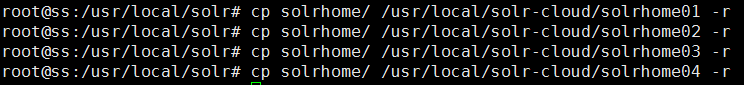 root@ss:/usr/local/solr# cp solrhome/ /usr/local/solr-cloud/solrhome01 -r
root@ss:/usr/local/solr# cp solrhome/ /usr/local/solr-cloud/solrhome02 -r
root@ss:/usr/local/solr# cp solrhome/ /usr/local/solr-cloud/solrhome03 -r
root@ss:/usr/local/solr# cp solrhome/ /usr/local/solr-cloud/solrhome04 -r